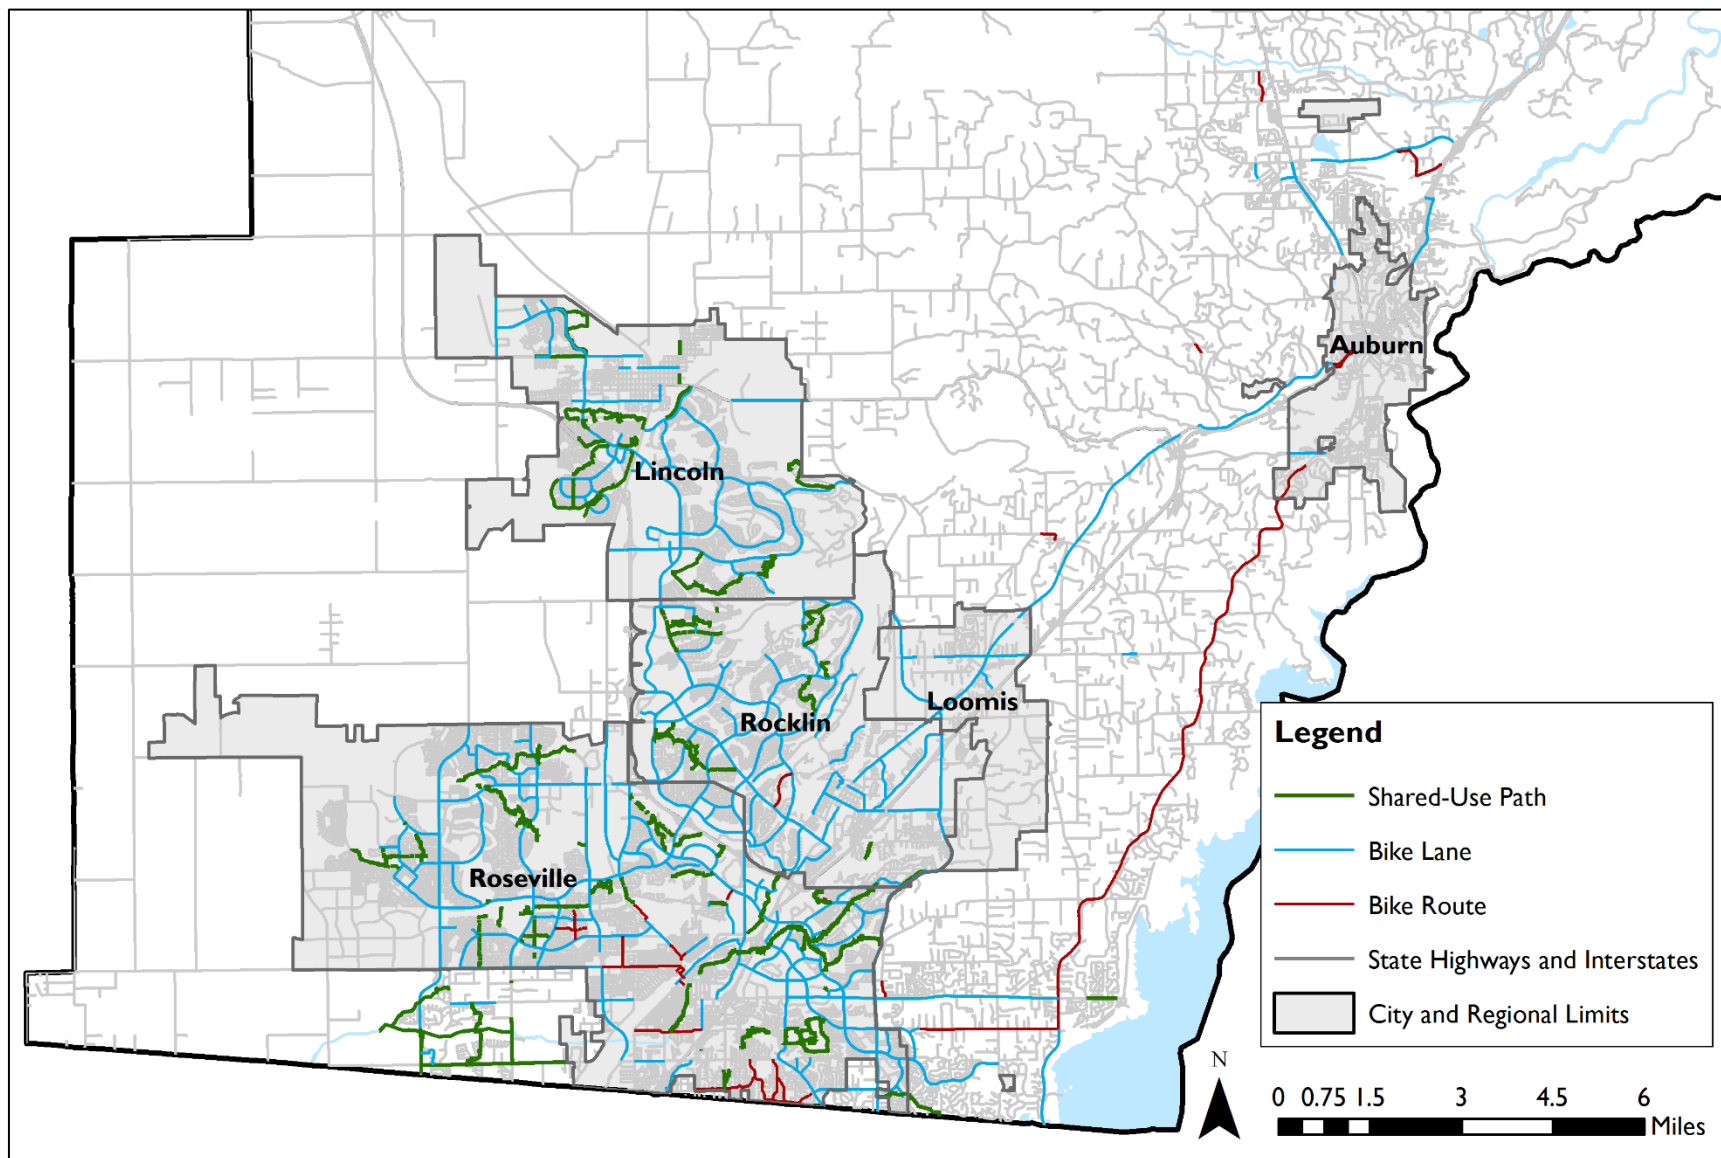 Auburn
Lincoln
Loomis
Rocklin
Roseville
Legend
Shared-Use Path
Bike Lane
Bike Route
State Highways and Interstates
City and Regional Limits
N
0 0.75 1.5 3 4.5 6
Miles